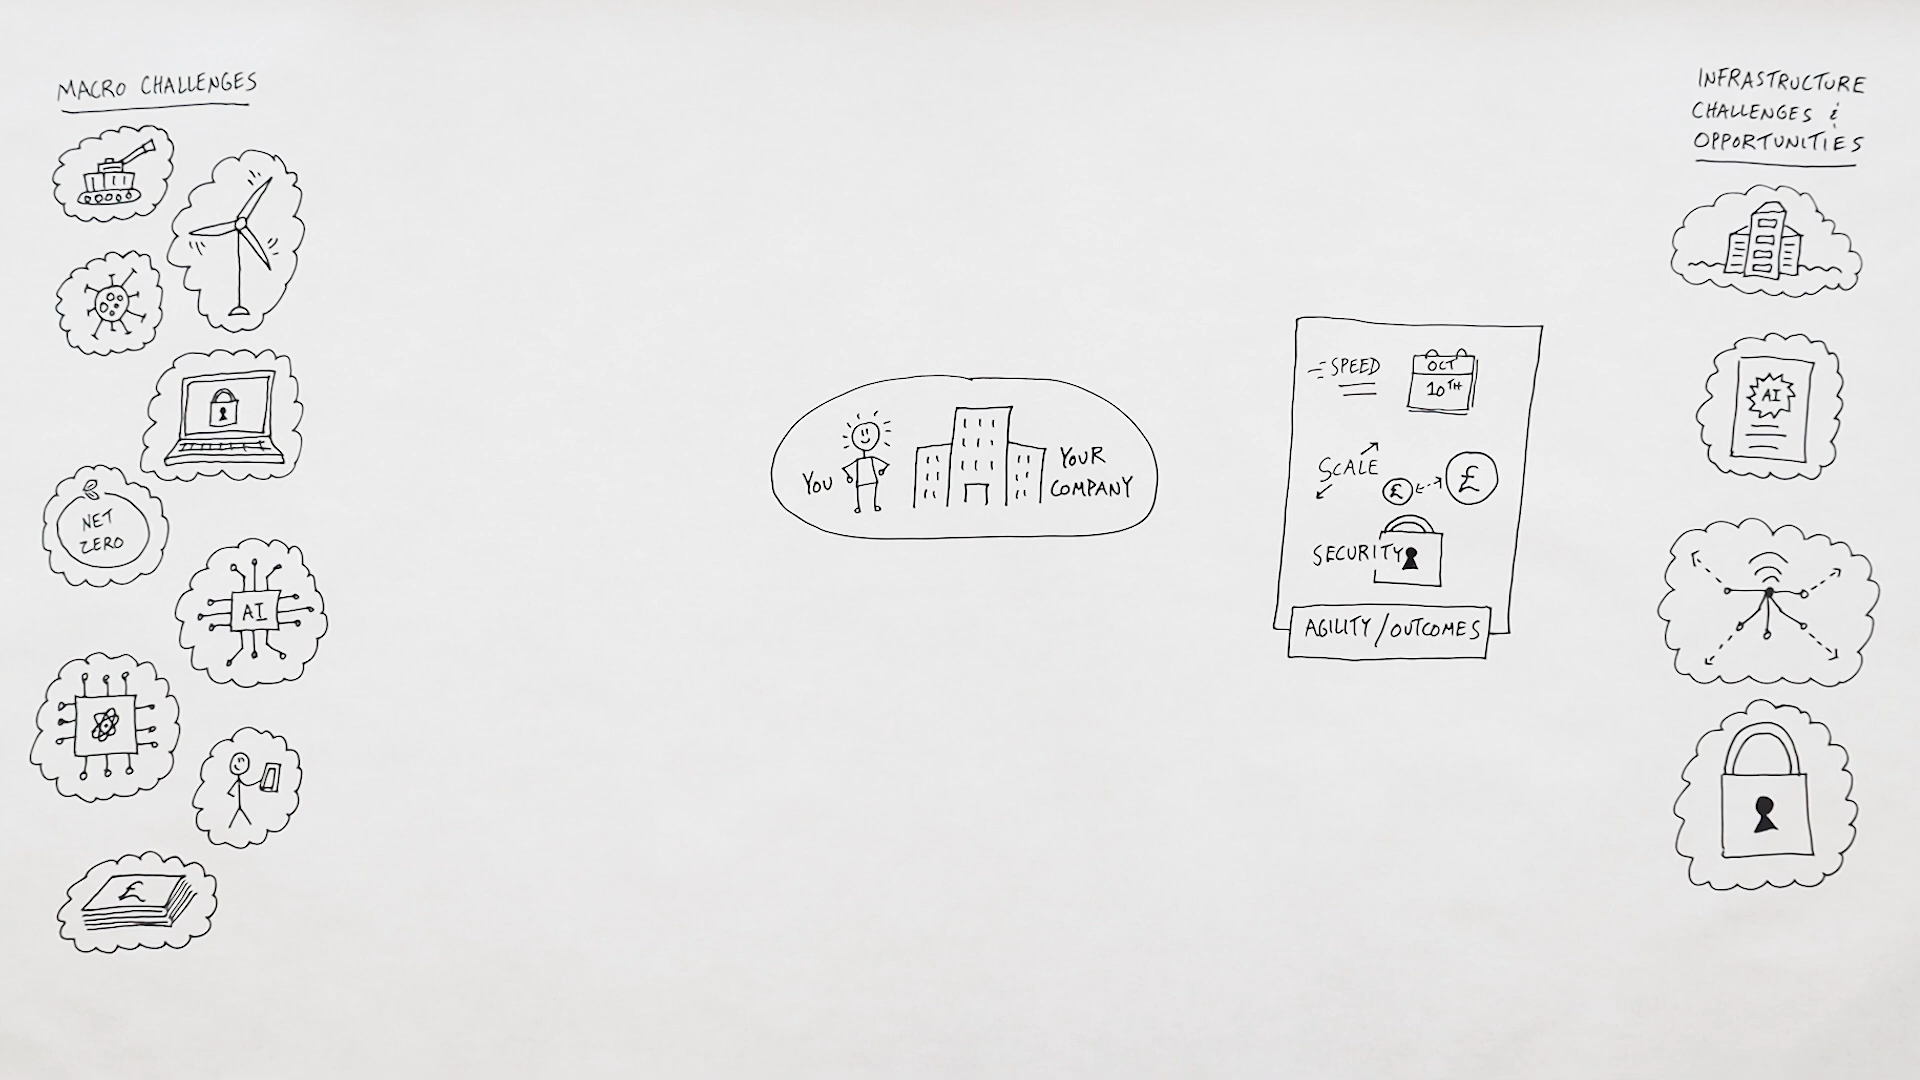 MACRO CHALLENGES
NET
ZERO
AI
£
YOU
YOUR
COMPANY
SPEED
OCT
10TH
SCALE
£
£
SECURITY
AGILITY/OUTCOMES
INFRASTRUCTURE
CHALLENGES &
OPPORTUNITIES
AI